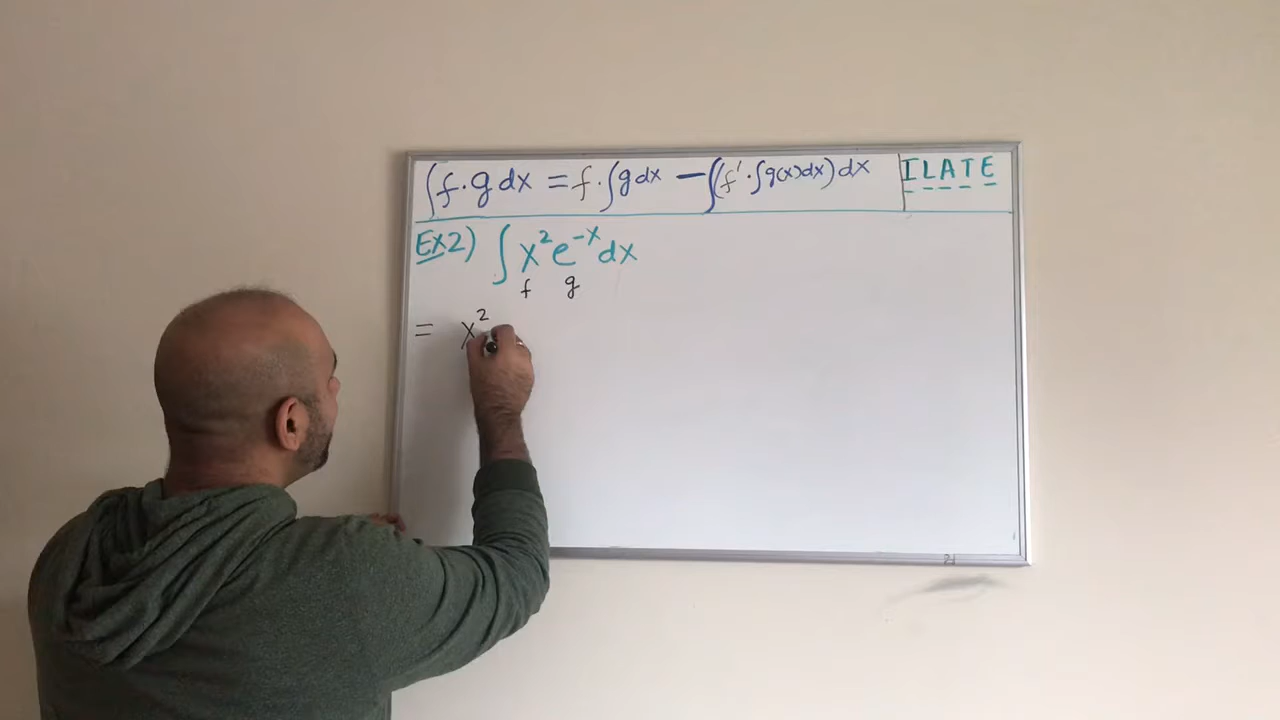 ∫f·g dx = f·∫g dx − ∫(f'·∫g(x)dx)dx ILATE
Ex2) ∫x²e⁻ˣdx
f g
= x²